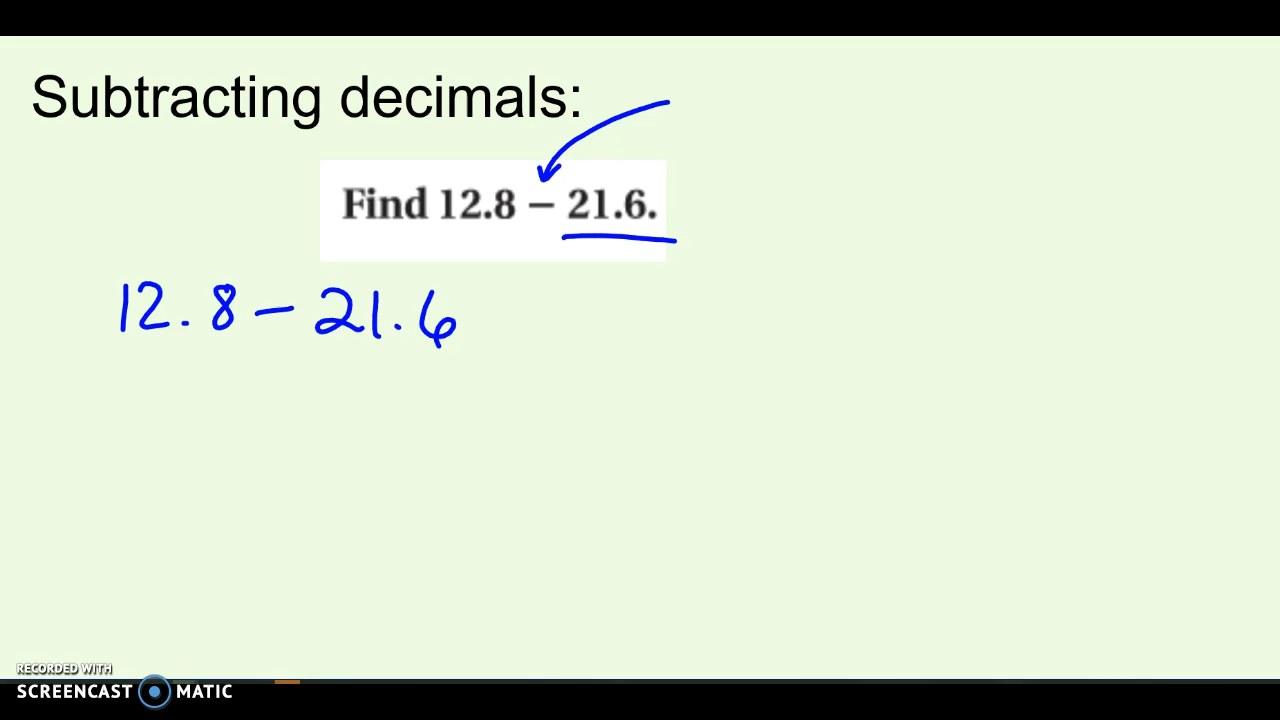 Subtracting decimals:
Find 12.8 – 21.6.
12.8 – 21.6
RECORDED WITH
SCREENCAST MATIC